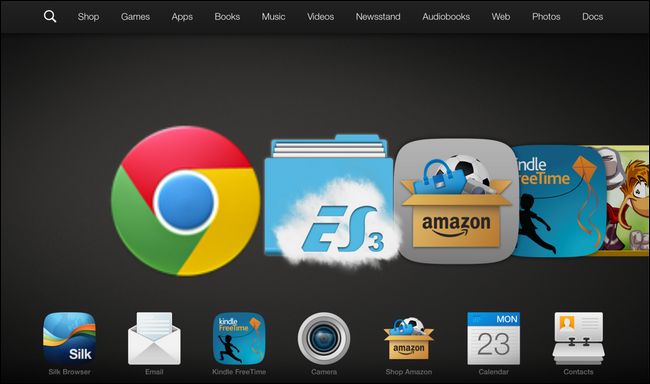 Shop Games Apps Books Music Videos Newsstand Audiobooks Web Photos Docs
ES3
amazon
kindle
FreeTime
Silk
kindle
FreeTime
amazon
MON
23
Silk Browser Email Kindle FreeTime Camera Shop Amazon Calendar Contacts